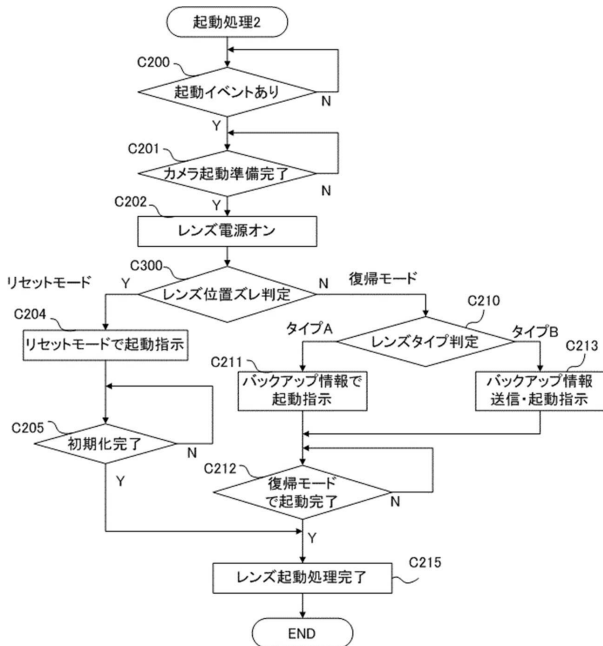 起動処理2
C200
起動イベントあり
N
Y
C201
カメラ起動準備完了
N
Y
C202
レンズ電源オン
C300
リセットモード
Y
レンズ位置ズレ判定
N
復帰モード
C204
C210
リセットモードで起動指示
タイプA
レンズタイプ判定
タイプB
C211
C213
バックアップ情報で
起動指示
バックアップ情報
送信・起動指示
C205
初期化完了
N
Y
C212
復帰モード
で起動完了
N
Y
C215
レンズ起動処理完了
END